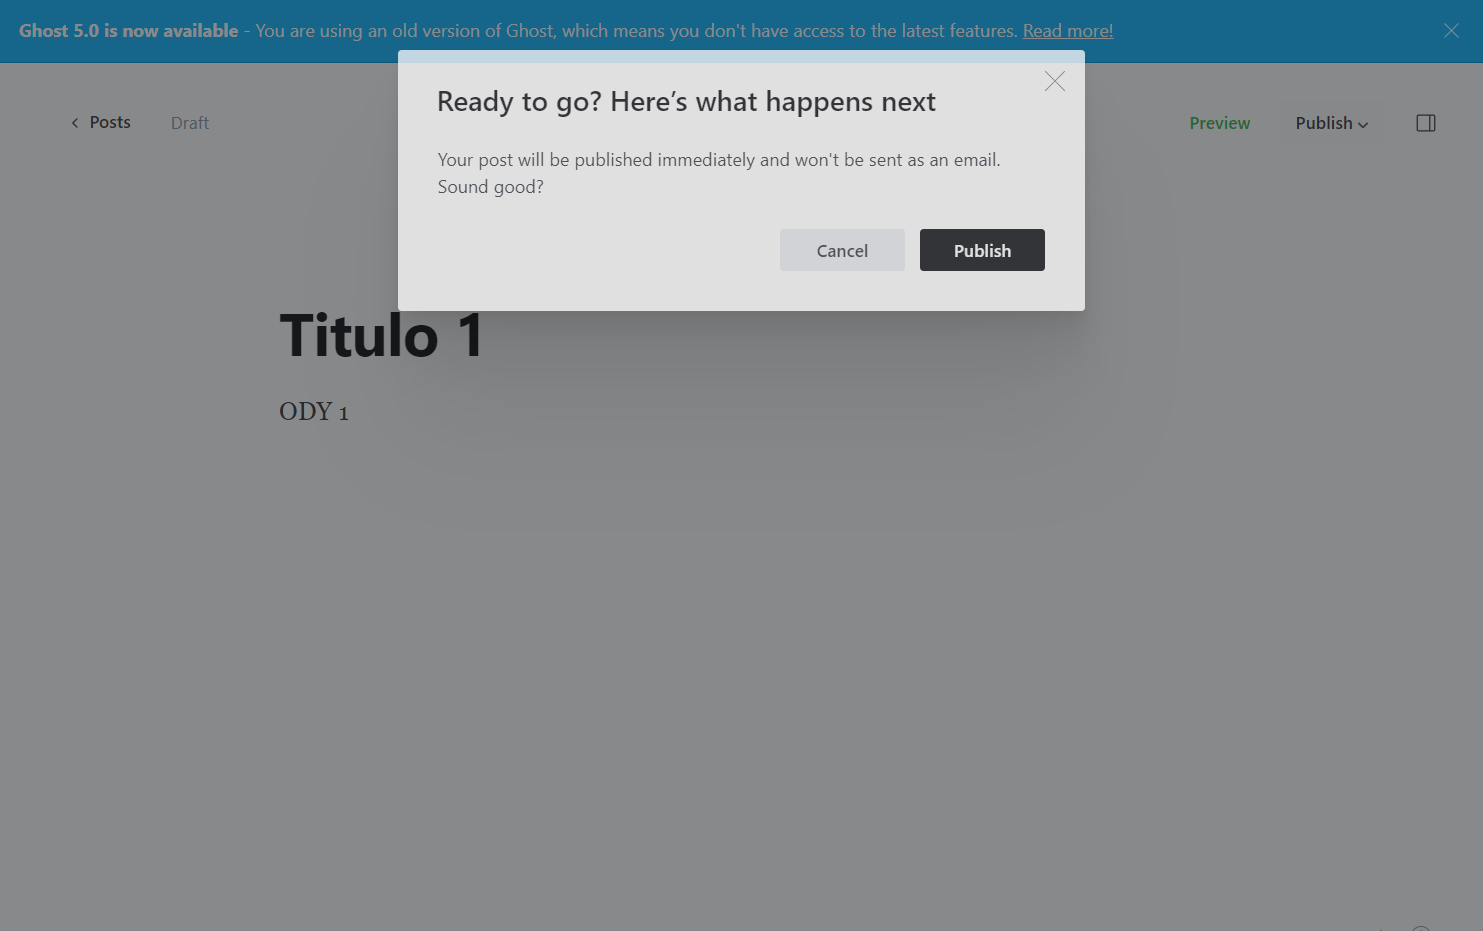 Ghost 5.0 is now available - You are using an old version of Ghost, which means you don't have access to the latest features. Read more!
Ready to go? Here’s what happens next
Posts
Draft
Preview
Publish
Your post will be published immediately and won't be sent as an email.
Sound good?
Cancel
Publish
Titulo 1
ODY 1